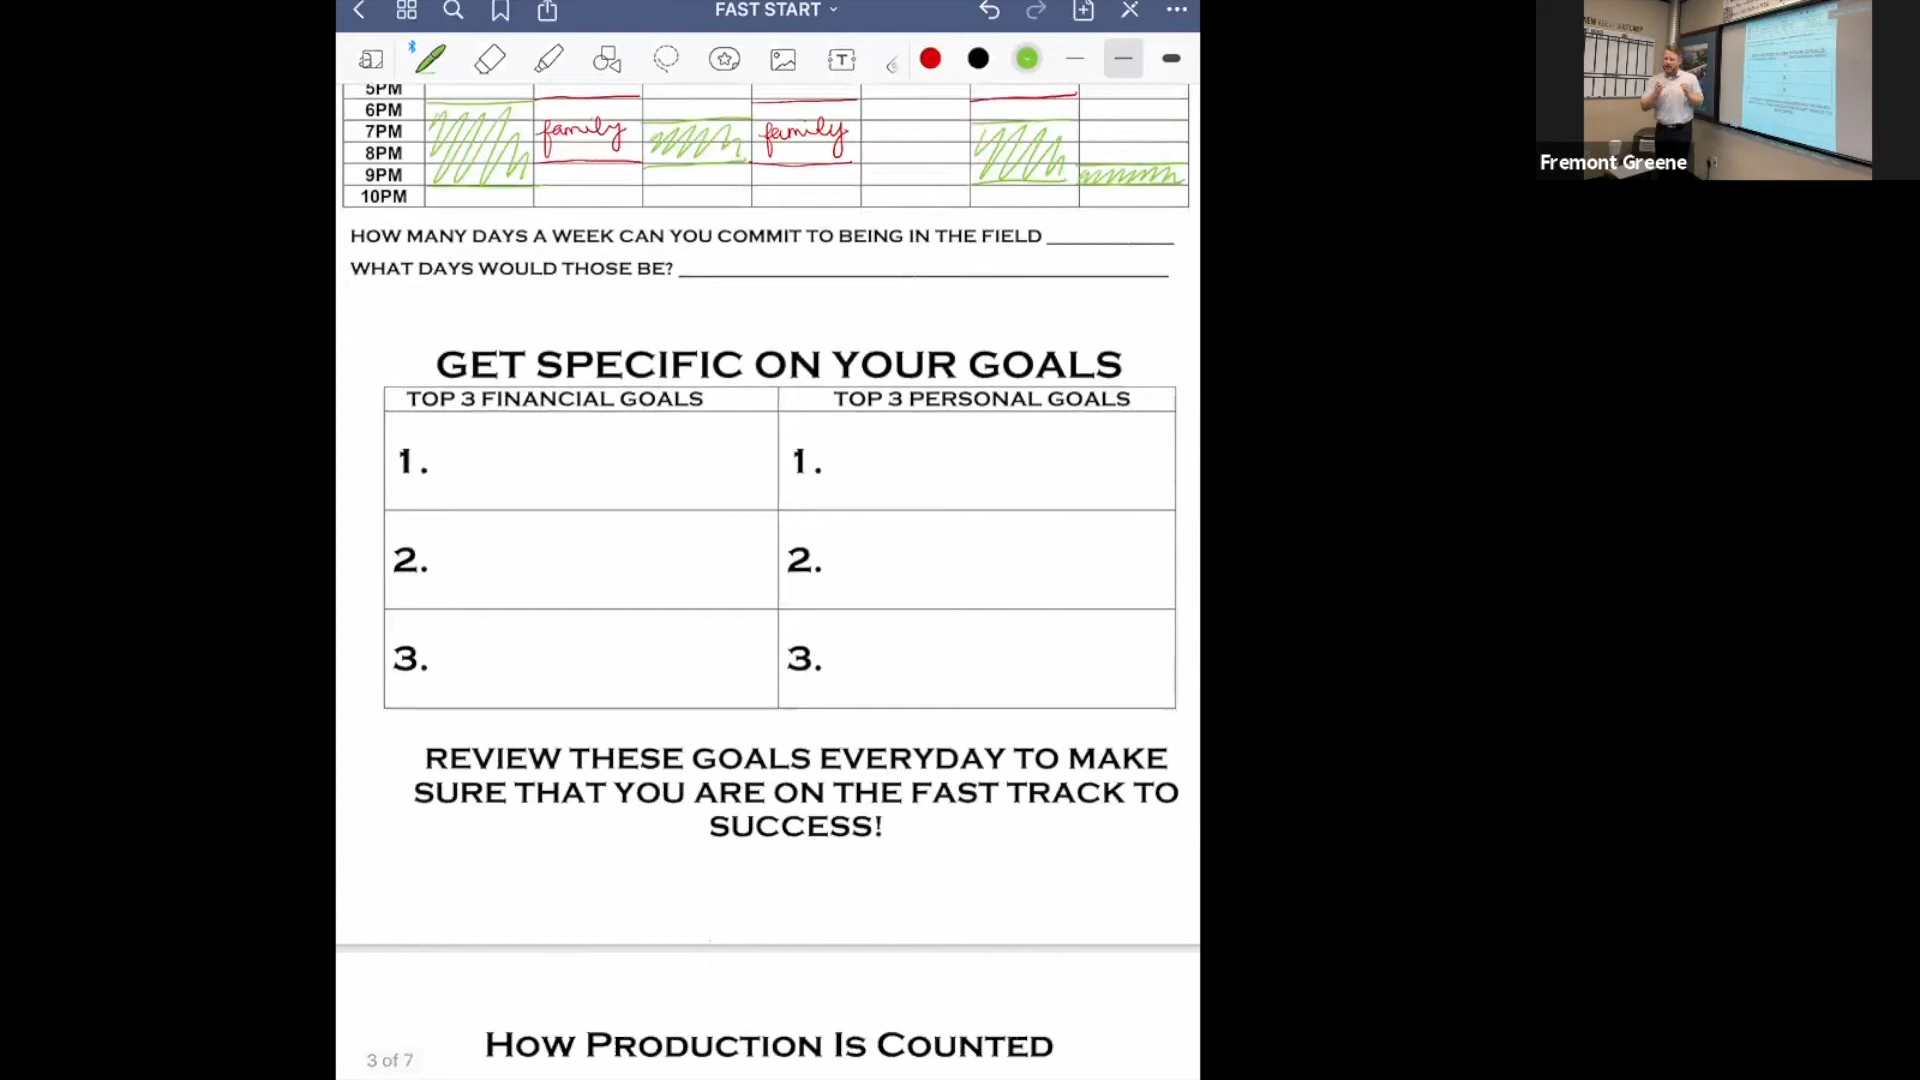 FAST START
T
5PM
6PM
7PM family family
8PM
9PM
10PM
HOW MANY DAYS A WEEK CAN YOU COMMIT TO BEING IN THE FIELD ____________
WHAT DAYS WOULD THOSE BE? ______________________________________________
GET SPECIFIC ON YOUR GOALS
TOP 3 FINANCIAL GOALS TOP 3 PERSONAL GOALS
1. 1.
2. 2.
3. 3.
REVIEW THESE GOALS EVERYDAY TO MAKE
SURE THAT YOU ARE ON THE FAST TRACK TO
SUCCESS!
HOW PRODUCTION IS COUNTED
3 of 7
Fremont Greene